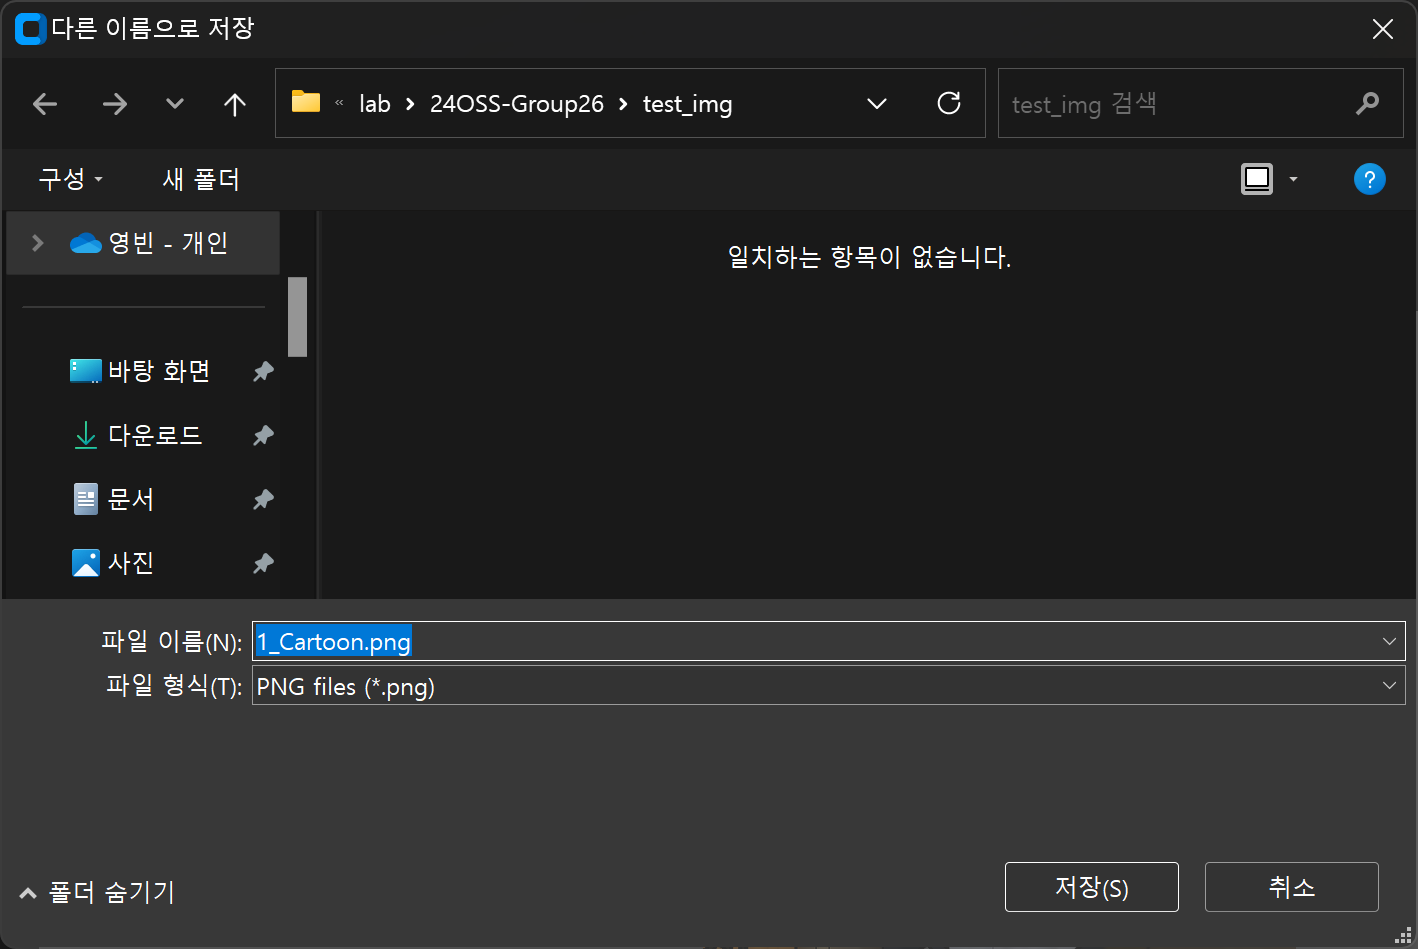 다른 이름으로 저장
« lab > 24OSS-Group26 > test_img
test_img 검색
구성
새 폴더
?
영빈 - 개인
일치하는 항목이 없습니다.
바탕 화면
다운로드
문서
사진
파일 이름(N): 1_Cartoon.png
파일 형식(T): PNG files (*.png)
폴더 숨기기
저장(S)
취소